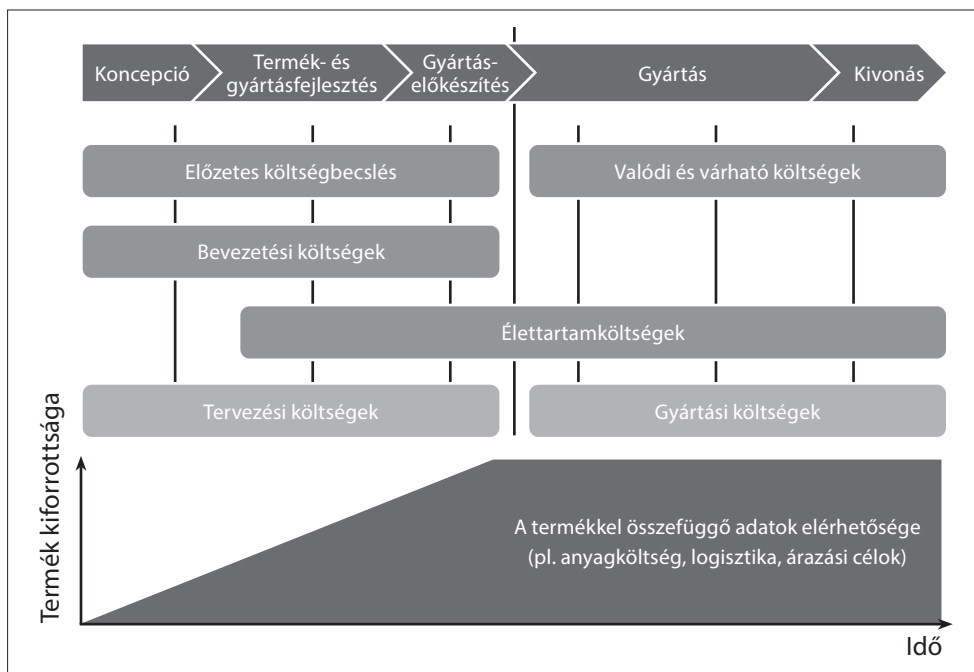 Koncepció
Termék- és
gyártásfejlesztés
Gyártás-
előkészítés
Gyártás
Kivonás
Előzetes költségbecslés
Valódi és várható költségek
Bevezetési költségek
Élettartamköltségek
Tervezési költségek
Gyártási költségek
Termék kiforrottsága
A termékkel összefüggő adatok elérhetősége
(pl. anyagköltség, logisztika, árazási célok)
Idő